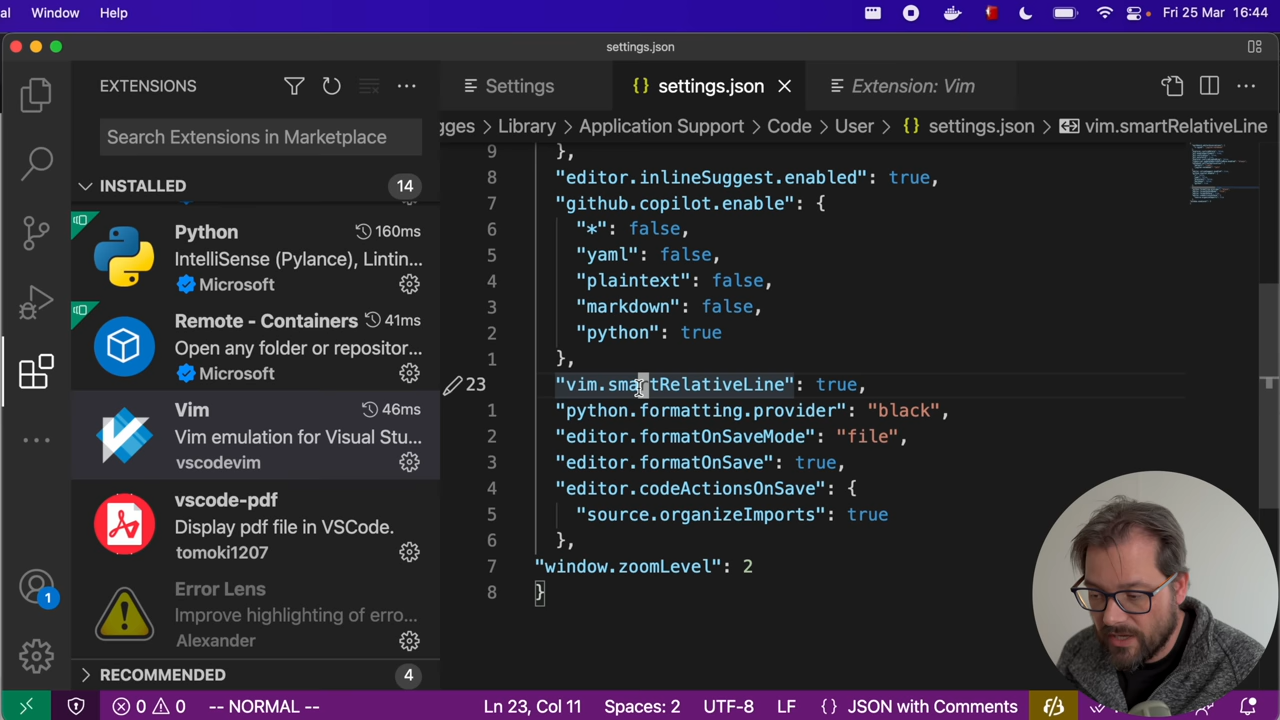 al Window Help Fri 25 Mar 16:44
settings.json
EXTENSIONS
Search Extensions in Marketplace
INSTALLED 14
Python 160ms
IntelliSense (Pylance), Lintin...
Microsoft
Remote - Containers 41ms
Open any folder or repositor...
Microsoft
Vim 46ms
Vim emulation for Visual Stu...
vscodevim
vscode-pdf
Display pdf file in VSCode.
tomoki1207
Error Lens
Improve highlighting of erro...
Alexander
RECOMMENDED 4
1
Settings {} settings.json Extension: Vim
gges > Library > Application Support > Code > User > {} settings.json > vim.smartRelativeLine
9 },
8 "editor.inlineSuggest.enabled": true,
7 "github.copilot.enable": {
6 "*": false,
5 "yaml": false,
4 "plaintext": false,
3 "markdown": false,
2 "python": true
1 },
23 "vim.smartRelativeLine": true,
1 "python.formatting.provider": "black",
2 "editor.formatOnSaveMode": "file",
3 "editor.formatOnSave": true,
4 "editor.codeActionsOnSave": {
5 "source.organizeImports": true
6 },
7 "window.zoomLevel": 2
8 }
0 0 -- NORMAL -- Ln 23, Col 11 Spaces: 2 UTF-8 LF {} JSON with Comments